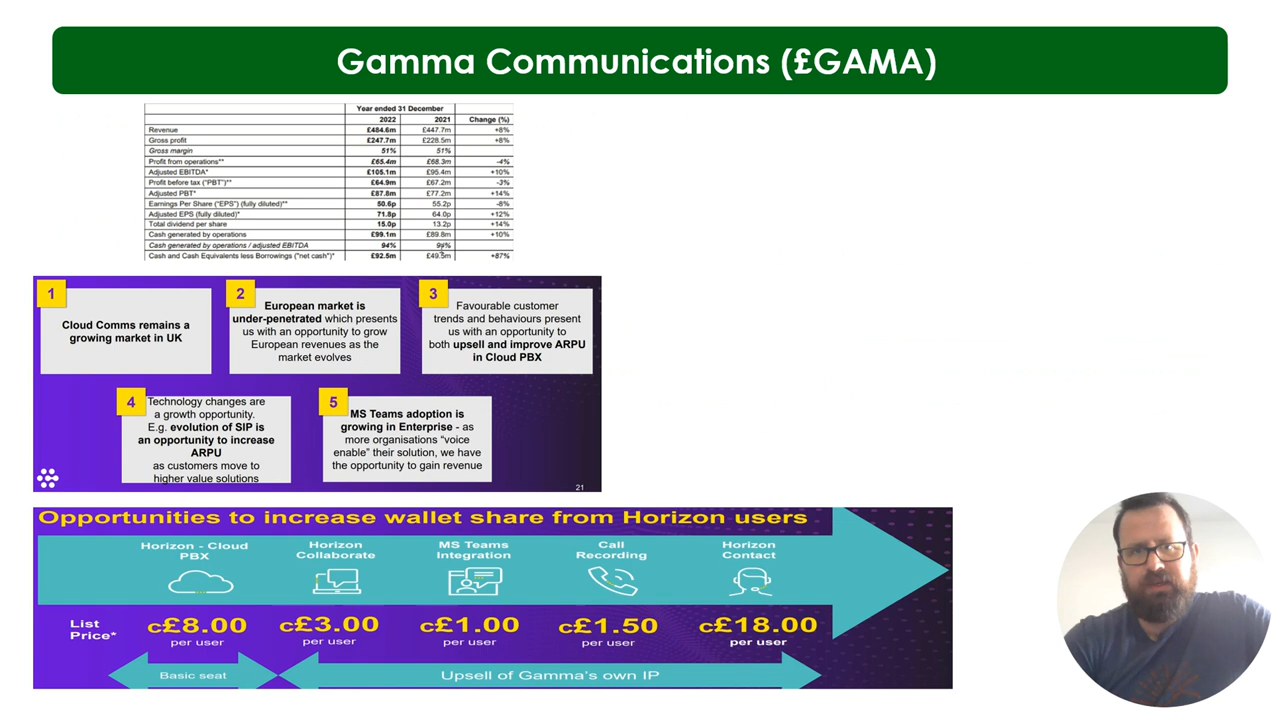 Gamma Communications (£GAMA)
Year ended 31 December
2022 2021 Change (%)
Revenue £484.6m £447.7m +8%
Gross profit £247.7m £228.5m +8%
Gross margin 51% 51%
Profit from operations** £65.4m £68.3m -4%
Adjusted EBITDA* £105.1m £95.4m +10%
Profit before tax ("PBT")** £64.9m £67.2m -3%
Adjusted PBT* £87.8m £77.2m +14%
Earnings Per Share ("EPS") (fully diluted)** 50.6p 55.2p -8%
Adjusted EPS (fully diluted)* 71.8p 64.0p +12%
Total dividend per share 15.0p 13.2p +14%
Cash generated by operations £99.1m £89.8m +10%
Cash generated by operations / adjusted EBITDA 94% 94%
Cash and Cash Equivalents less Borrowings ("net cash")* £92.5m £49.5m +87%
1
Cloud Comms remains a
growing market in UK
2
European market is
under-penetrated which presents
us with an opportunity to grow
European revenues as the
market evolves
3
Favourable customer
trends and behaviours present
us with an opportunity to
both upsell and improve ARPU
in Cloud PBX
4
Technology changes are
a growth opportunity.
E.g. evolution of SIP is
an opportunity to increase
ARPU
as customers move to
higher value solutions
5
MS Teams adoption is
growing in Enterprise - as
more organisations "voice
enable" their solution, we have
the opportunity to gain revenue
21
Opportunities to increase wallet share from Horizon users
Horizon - Cloud
PBX
Horizon
Collaborate
MS Teams
Integration
Call
Recording
Horizon
Contact
List
Price*
c£8.00
per user
c£3.00
per user
c£1.00
per user
c£1.50
per user
c£18.00
per user
Basic seat
Upsell of Gamma's own IP